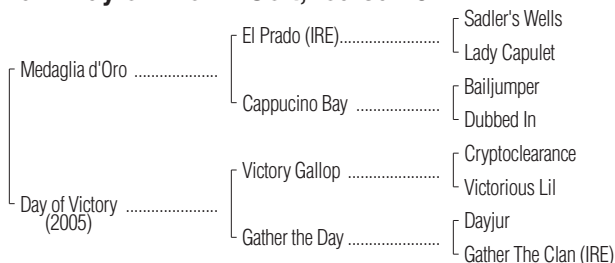 Sadler's Wells
El Prado (IRE)....................
Lady Capulet
Medaglia d'Oro ....................
Bailjumper
Cappucino Bay ....................
Dubbed In
Cryptoclearance
Victory Gallop ......................
Victorious Lil
Day of Victory ......................
(2005)
Dayjur
Gather the Day ....................
Gather The Clan (IRE)